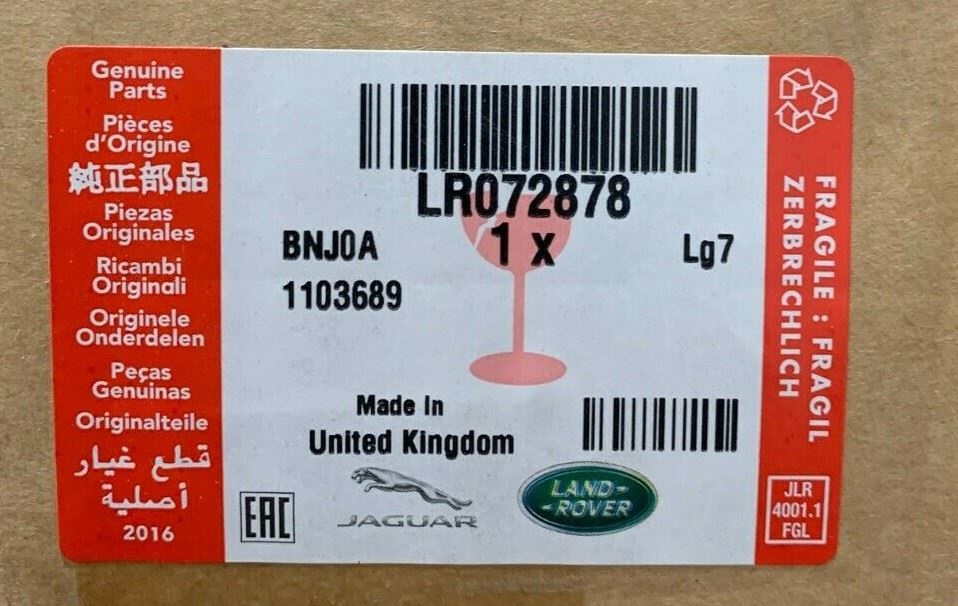 Genuine
Parts
Pièces
d'Origine
純正部品
Piezas
Originales
Ricambi
Originali
Originele
Onderdelen
Peças
Genuinas
Originalteile
قطع غيار
أصلية
2016
LR072878
BNJ0A
1 x
Lg7
1103689
Made In
United Kingdom
EAC
JAGUAR
LAND-
-ROVER
FRAGILE : FRAGIL
ZERBRECHLICH
JLR
4001.1
FGL